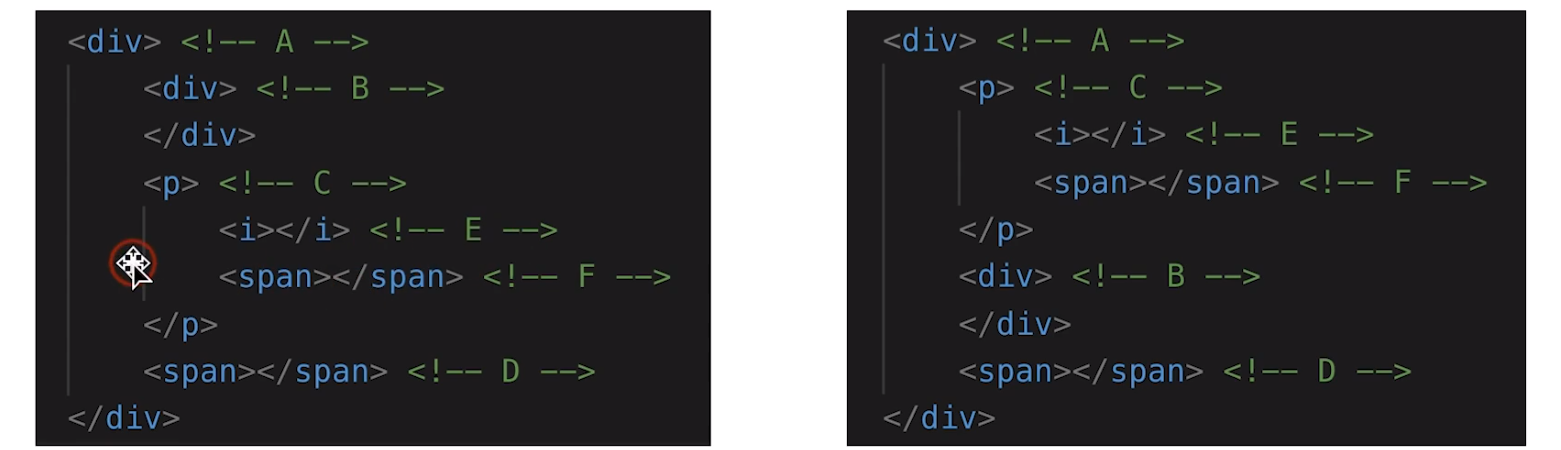 <div> <!-- A -->
<div> <!-- B -->
</div>
<p> <!-- C -->
<i></i> <!-- E -->
<span></span> <!-- F -->
</p>
<span></span> <!-- D -->
</div>
<div> <!-- A -->
<p> <!-- C -->
<i></i> <!-- E -->
<span></span> <!-- F -->
</p>
<div> <!-- B -->
</div>
<span></span> <!-- D -->
</div>